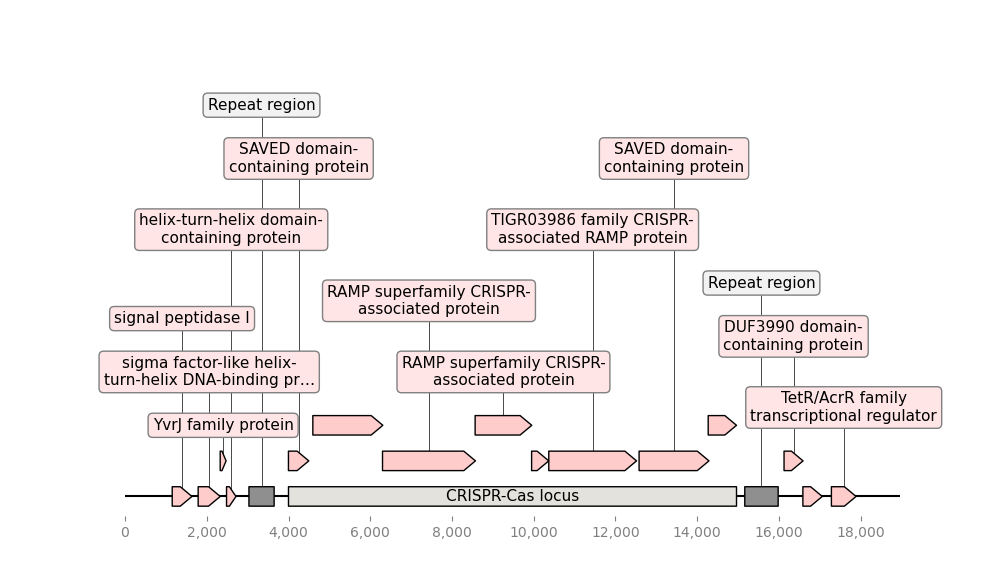 Repeat region
SAVED domain-
containing protein
SAVED domain-
containing protein
helix-turn-helix domain-
containing protein
TIGR03986 family CRISPR-
associated RAMP protein
Repeat region
RAMP superfamily CRISPR-
associated protein
signal peptidase I
DUF3990 domain-
containing protein
sigma factor-like helix-
turn-helix DNA-binding pr…
RAMP superfamily CRISPR-
associated protein
TetR/AcrR family
transcriptional regulator
YvrJ family protein
CRISPR-Cas locus
0 2,000 4,000 6,000 8,000 10,000 12,000 14,000 16,000 18,000